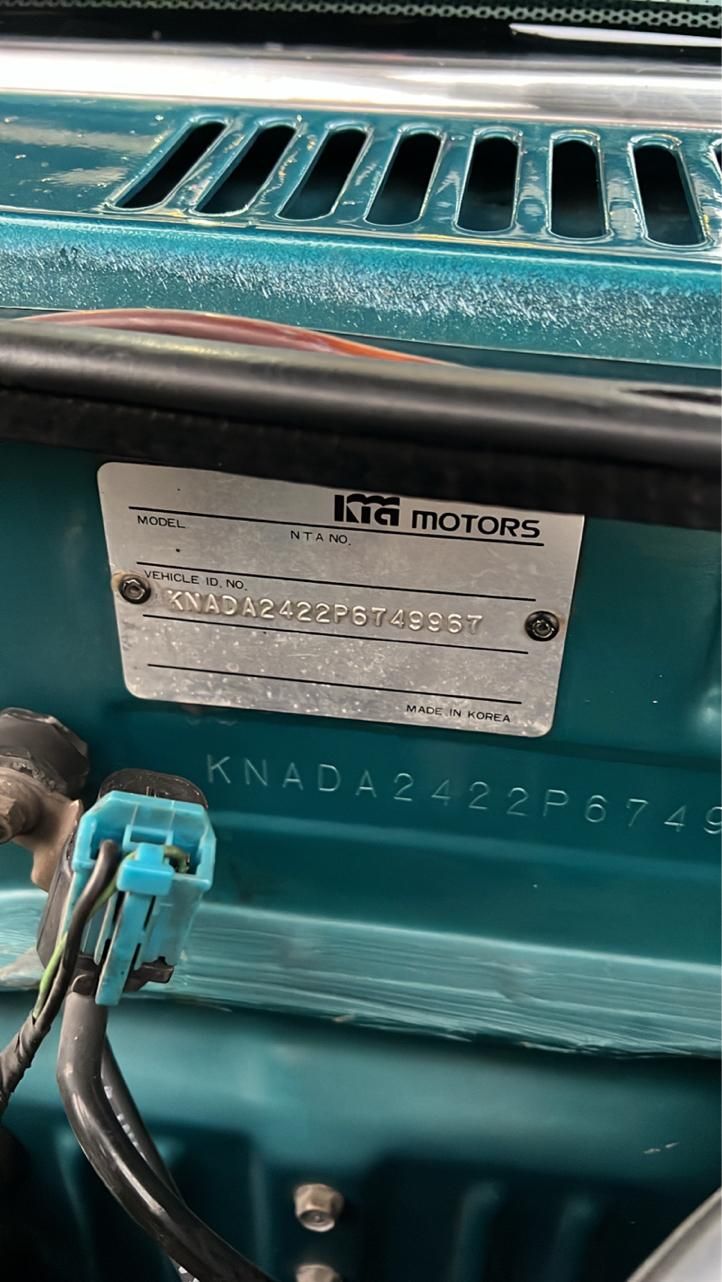 KIA MOTORS
MODEL
N T A NO.
VEHICLE ID. NO.
KNADA2422P6749967
MADE IN KOREA
KNADA2422P6749